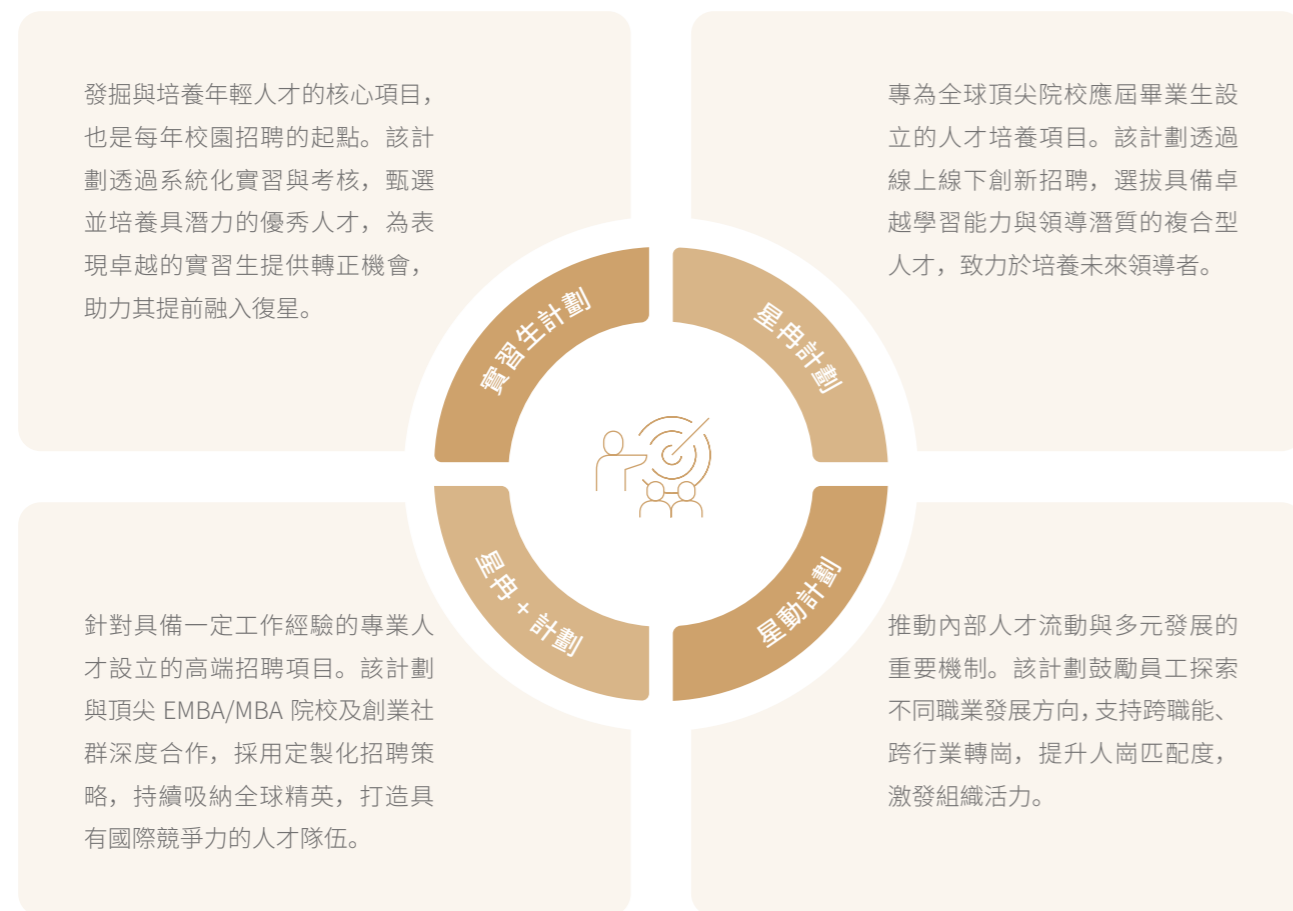 發掘與培養年輕人才的核心項目，
也是每年校園招聘的起點。該計
劃透過系統化實習與考核，甄選
並培養具潛力的優秀人才，為表
現卓越的實習生提供轉正機會，
助力其提前融入復星。
實習生計劃
專為全球頂尖院校應屆畢業生設
立的人才培養項目。該計劃透過
線上線下創新招聘，選拔具備卓
越學習能力與領導潛質的複合型
人才，致力於培養未來領導者。
星冉計劃
針對具備一定工作經驗的專業人
才設立的高端招聘項目。該計劃
與頂尖 EMBA/MBA 院校及創業社
群深度合作，採用定製化招聘策
略，持續吸納全球精英，打造具
有國際競爭力的人才隊伍。
星冉 + 計劃
推動內部人才流動與多元發展的
重要機制。該計劃鼓勵員工探索
不同職業發展方向，支持跨職能、
跨行業轉崗，提升人崗匹配度，
激發組織活力。
星動計劃